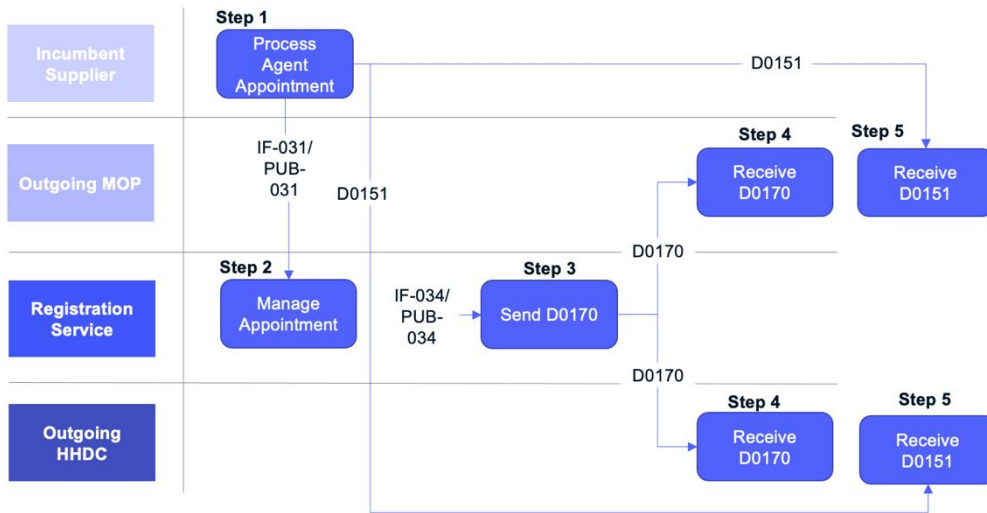 Step 1
Incumbent
Supplier
Process
Agent
Appointment
D0151
IF-031/
PUB-
031
D0151
Step 4
Step 5
Outgoing MOP
Receive
D0170
Receive
D0151
D0170
Step 2
Step 3
Registration
Service
Manage
Appointment
IF-034/
PUB-
034
Send D0170
D0170
Step 4
Step 5
Outgoing
HHDC
Receive
D0170
Receive
D0151